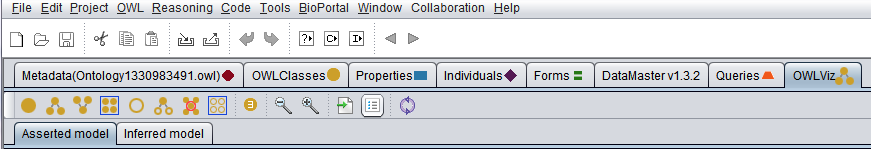 File Edit Project OWL Reasoning Code Tools BioPortal Window Collaboration Help
Metadata(Ontology1330983491.owl) OWLClasses Properties Individuals Forms DataMaster v1.3.2 Queries OWLViz
Asserted model Inferred model